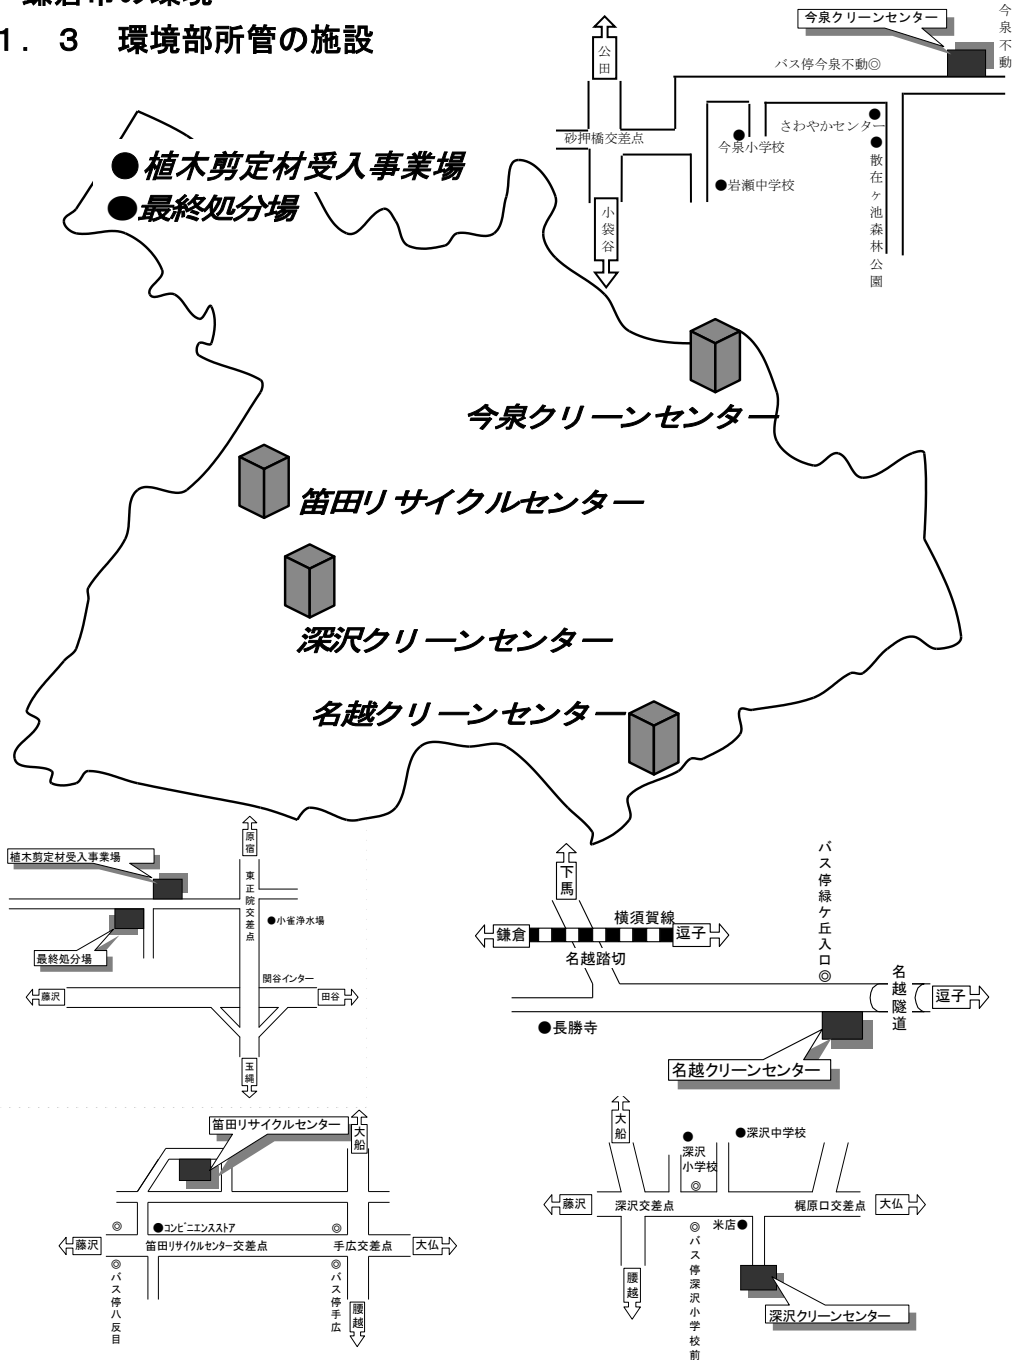 鎌倉市の環境
1．３　環境部所管の施設
今泉クリーンセンター
今泉不動
公田
バス停今泉不動◎
砂押橋交差点
さわやかセンター
今泉小学校
岩瀬中学校
散在ヶ池森林公園
小袋谷
●植木剪定材受入事業場
●最終処分場
今泉クリーンセンター
笛田リサイクルセンター
深沢クリーンセンター
名越クリーンセンター
原宿
植木剪定材受入事業場
東正院交差点
●小雀浄水場
最終処分場
関谷インター
藤沢
田谷
玉縄
下馬
バス停緑ケ丘入口◎
横須賀線
鎌倉
逗子
名越踏切
名越隧道
逗子
●長勝寺
名越クリーンセンター
笛田リサイクルセンター
大船
●コンビニエンスストア
藤沢
笛田リサイクルセンター交差点
手広交差点
大仏
◎バス停八反目
◎バス停手広
腰越
大船
深沢小学校
●深沢中学校
藤沢
深沢交差点
梶原口交差点
大仏
米店●
◎バス停深沢小学校前
腰越
深沢クリーンセンター